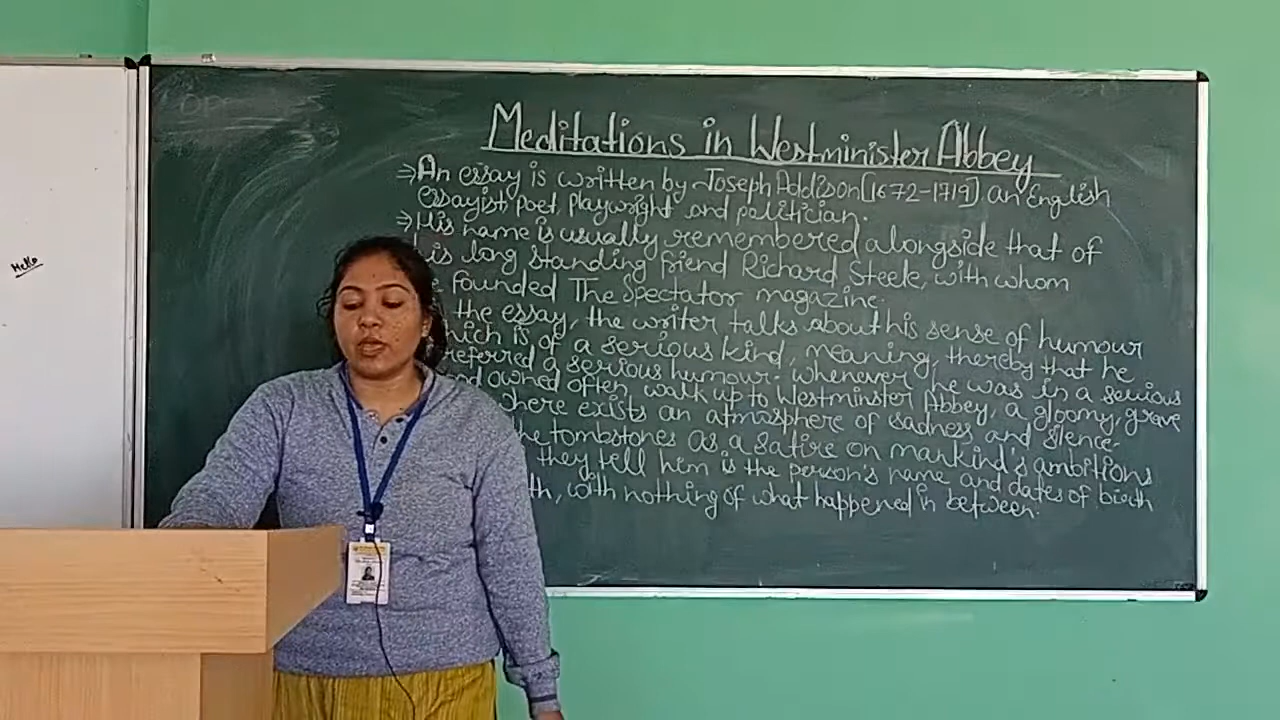 Hello
Meditations in Westminister Abbey
⇒ An essay is written by Joseph Addison [1672-1719] an English
essayist, poet, playwright and politician.
⇒ His name is usually remembered alongside that of
his long standing friend Richard Steele, with whom
founded The Spectator magazine.
the essay, the writer talks about his sense of humour
which is of a serious kind, meaning, thereby that he
referred a serious humour. Whenever he was in a serious
owned often, walk up to Westminster Abbey, a gloomy, grave
here exists an atmosphere of sadness and silence.
the tombstones as a satire on mankind's ambitions
they tell him is the person's name and dates of birth
th, with nothing of what happened in between.